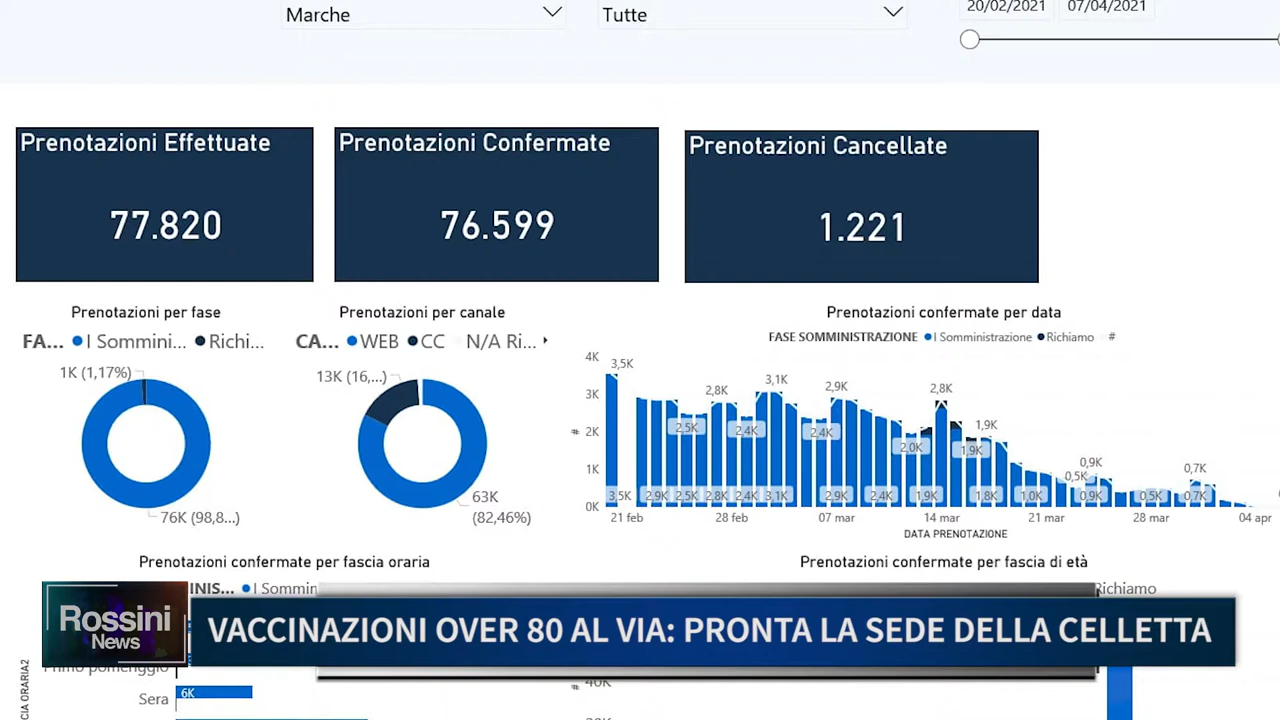 Marche
Tutte
20/02/2021
07/04/2021
Prenotazioni Effettuate
77.820
Prenotazioni Confermate
76.599
Prenotazioni Cancellate
1.221
Prenotazioni per fase
FA... I Sommini... Richi...
1K (1,17%)
76K (98,8...)
Prenotazioni per canale
CA... WEB CC N/A Ri...
13K (16,...)
63K
(82,46%)
Prenotazioni confermate per data
FASE SOMMINISTRAZIONE I Somministrazione Richiamo #
4K
3K
2K
1K
0K
#
3,5K
2,8K
3,1K
2,9K
2,8K
1,9K
0,9K
0,7K
2,5K
2,4K
2,4K
2,0K
1,9K
0,5K
3,5K 2,9K 2,5K 2,8K 2,4K 3,1K 2,9K 2,4K 1,9K 1,8K 1,0K 0,9K 0,5K 0,7K
21 feb 28 feb 07 mar 14 mar 21 mar 28 mar 04 apr
DATA PRENOTAZIONE
Prenotazioni confermate per fascia oraria
Prenotazioni confermate per fascia di età
INIS... I Sommin
Richiamo
Rossini
News
VACCINAZIONI OVER 80 AL VIA: PRONTA LA SEDE DELLA CELLETTA
Primo pomeriggio
Sera
6K
CIA ORARIA2
#
40K